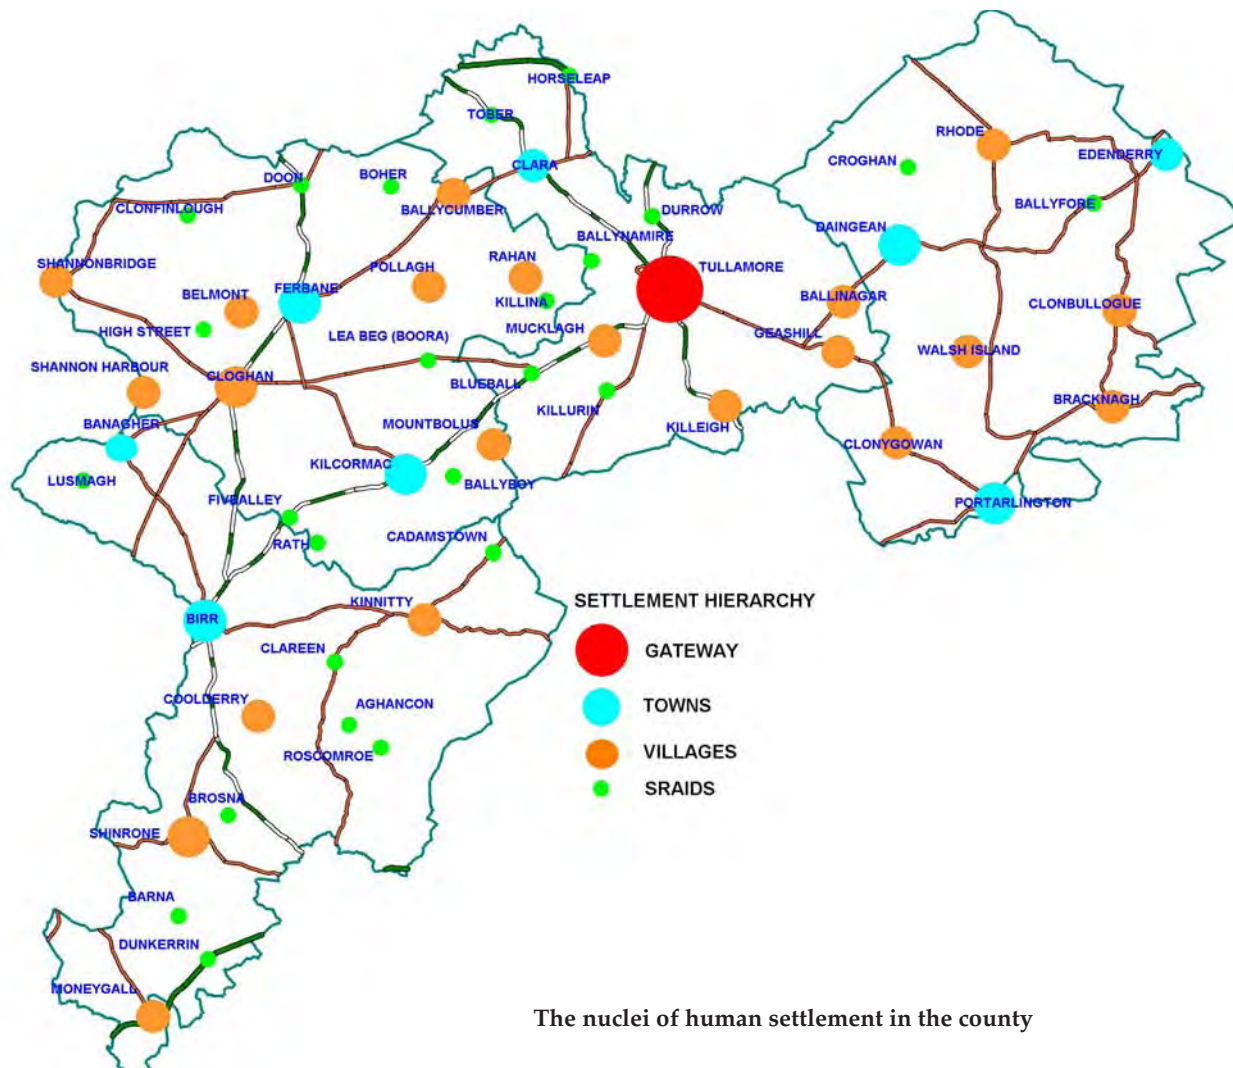 HORSELEAP
TOBER
RHODE
EDENDERRY
CROGHAN
CLARA
DOON
BOHER
BALLYCUMBER
CLONFINLOUGH
DURROW
BALLYFORE
DAINGEAN
BALLYNAMIRE
SHANNONBRIDGE
POLLAGH
RAHAN
TULLAMORE
FERBANE
BELMONT
KILLINA
BALLINAGAR
CLONBULLOGUE
HIGH STREET
LEA BEG (BOORA)
MUCKLAGH
GEASHILL
WALSH ISLAND
SHANNON HARBOUR
CLOGHAN
BLUEBALL
KILLURIN
BRACKNAGH
BANAGHER
MOUNTBOLUS
KILLEIGH
CLONYGOWAN
KILCORMAC
LUSMAGH
BALLYBOY
FIVEALLEY
PORTARLINGTON
RATH
CADAMSTOWN
KINNITTY
SETTLEMENT HIERARCHY
BIRR
CLAREEN
GATEWAY
COOLDERRY
AGHANCON
TOWNS
ROSCOMROE
VILLAGES
BROSNA
SRAIDS
SHINRONE
BARNA
DUNKERRIN
MONEYGALL
The nuclei of human settlement in the county